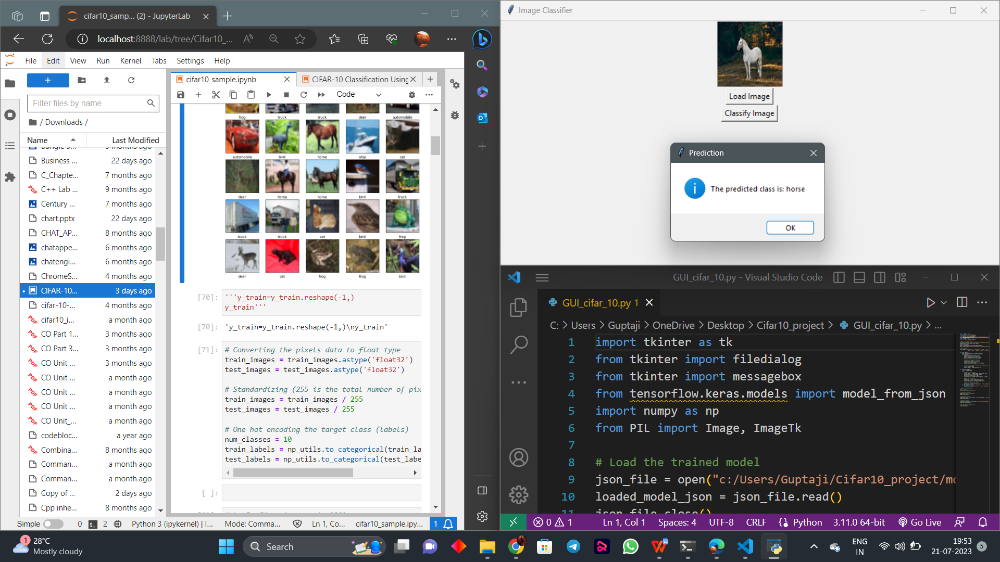 cifar10_samp... (2) - JupyterLab
localhost:8888/lab/tree/Cifar10_...
File Edit View Run Kernel Tabs Settings Help
Filter files by name
/ Downloads /
Name Last Modified
Business ... 22 days ago
C_Chapte... 7 months ago
C++ Lab ... 9 months ago
Century ... 7 months ago
chart.pptx 22 days ago
CHAT_AP... 8 months ago
chatappe... 6 months ago
chatengi... 6 months ago
ChromeS... 4 months ago
CIFAR-10... 3 days ago
cifar-10-... 4 months ago
cifar10_i... a month ago
CO Part 1... 3 months ago
CO Part 3... 3 months ago
CO Unit ... 3 months ago
CO Unit ... a month ago
CO Unit ... a month ago
CO Unit ... a month ago
CO Unit_... a month ago
codebloc... a year ago
Combina... 8 months ago
Comman... a month ago
Comman... a month ago
Copy of ... 2 days ago
Cpp inhe... 8 months ago
cifar10_sample.ipynb
CIFAR-10 Classification Using
Code
frog truck truck deer automobile
automobile bird horse ship cat
deer horse horse bird truck
truck truck cat bird frog
deer cat frog frog bird
[70]: '''y_train=y_train.reshape(-1,)
y_train'''
[70]: 'y_train=y_train.reshape(-1,)\ny_train'
[71]: # Converting the pixels data to float type
train_images = train_images.astype('float32')
test_images = test_images.astype('float32')
# Standardizing (255 is the total number of pix
train_images = train_images / 255
test_images = test_images / 255
# One hot encoding the target class (labels)
num_classes = 10
train_labels = np_utils.to_categorical(train_la
test_labels = np_utils.to_categorical(test_labe
[ ]:
Simple 0 2 Python 3 (ipykernel) | I... Mode: Comma... Ln 1, Co... cifar10_sample.ipy... 1
Image Classifier
Load Image
Classify Image
Prediction
The predicted class is: horse
OK
GUI_cifar_10.py - Visual Studio Code
GUI_cifar_10.py 1
C: > Users > Guptaji > OneDrive > Desktop > Cifar10_project > GUI_cifar_10.py > ...
1 import tkinter as tk
2 from tkinter import filedialog
3 from tkinter import messagebox
4 from tensorflow.keras.models import model_from_json
5 import numpy as np
6 from PIL import Image, ImageTk
7
8 # Load the trained model
9 json_file = open("c:/Users/Guptaji/Cifar10_project/mo
10 loaded_model_json = json_file.read()
11 json_file.close()
0 1 Ln 1, Col 1 Spaces: 4 UTF-8 CRLF Python 3.11.0 64-bit Go Live
1 28°C
Mostly cloudy
Search
ENG
IN
19:53
21-07-2023
5